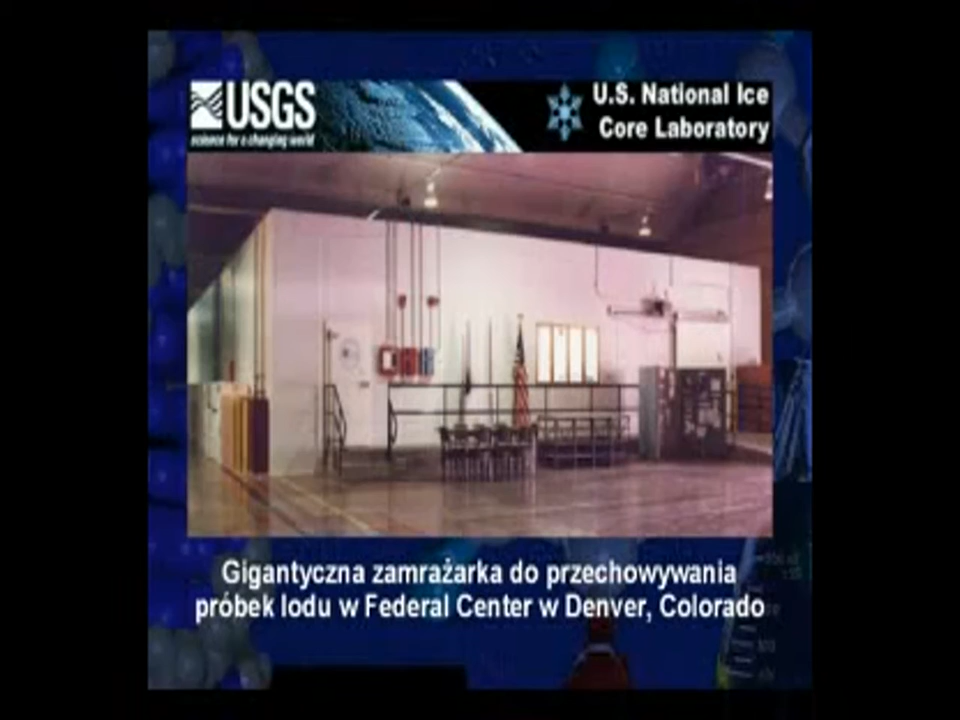 USGS
science for a changing world
U.S. National Ice
Core Laboratory
Gigantyczna zamrażarka do przechowywania
próbek lodu w Federal Center w Denver, Colorado